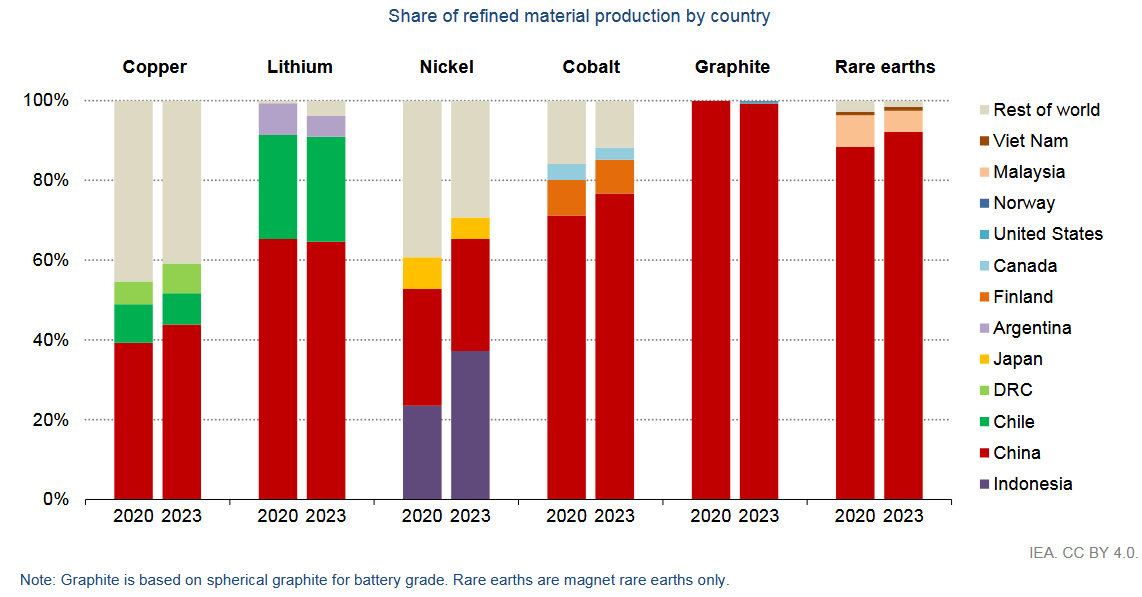 Share of refined material production by country
Copper Lithium Nickel Cobalt Graphite Rare earths
100%
80%
60%
40%
20%
0%
2020 2023 2020 2023 2020 2023 2020 2023 2020 2023 2020 2023
Rest of world
Viet Nam
Malaysia
Norway
United States
Canada
Finland
Argentina
Japan
DRC
Chile
China
Indonesia
IEA. CC BY 4.0.
Note: Graphite is based on spherical graphite for battery grade. Rare earths are magnet rare earths only.